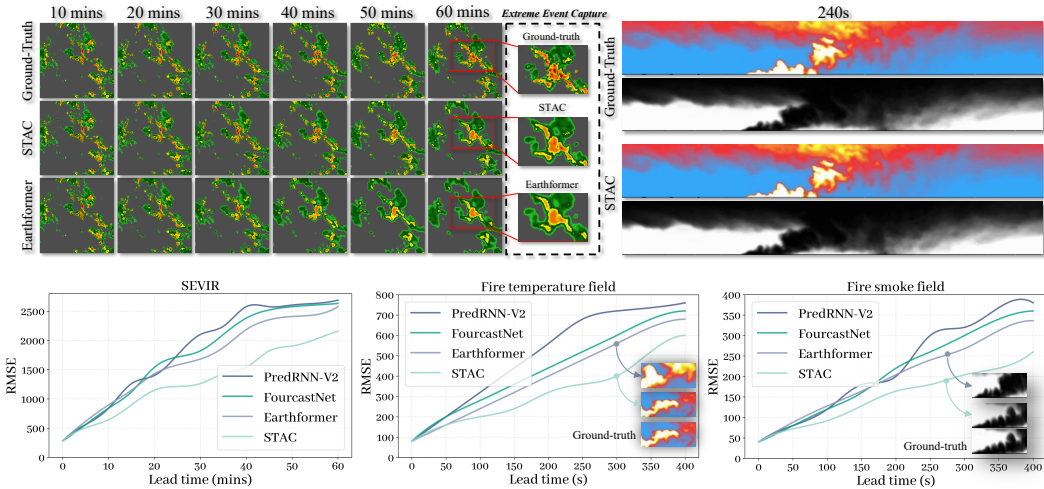 10 mins 20 mins 30 mins 40 mins 50 mins 60 mins Extreme Event Capture 240s
Ground-Truth
STAC
Earthformer
Ground-truth
STAC
Earthformer
Ground-Truth
STAC
SEVIR
RMSE
2500
2000
1500
1000
500
0
0 10 20 30 40 50 60
Lead time (mins)
PredRNN-V2
FourcastNet
Earthformer
STAC
Fire temperature field
RMSE
800
700
600
500
400
300
200
100
0
0 50 100 150 200 250 300 350 400
Lead time (s)
PredRNN-V2
FourcastNet
Earthformer
STAC
Ground-truth
Fire smoke field
RMSE
400
350
300
250
200
150
100
50
0
0 50 100 150 200 250 300 350 400
Lead time (s)
PredRNN-V2
FourcastNet
Earthformer
STAC
Ground-truth